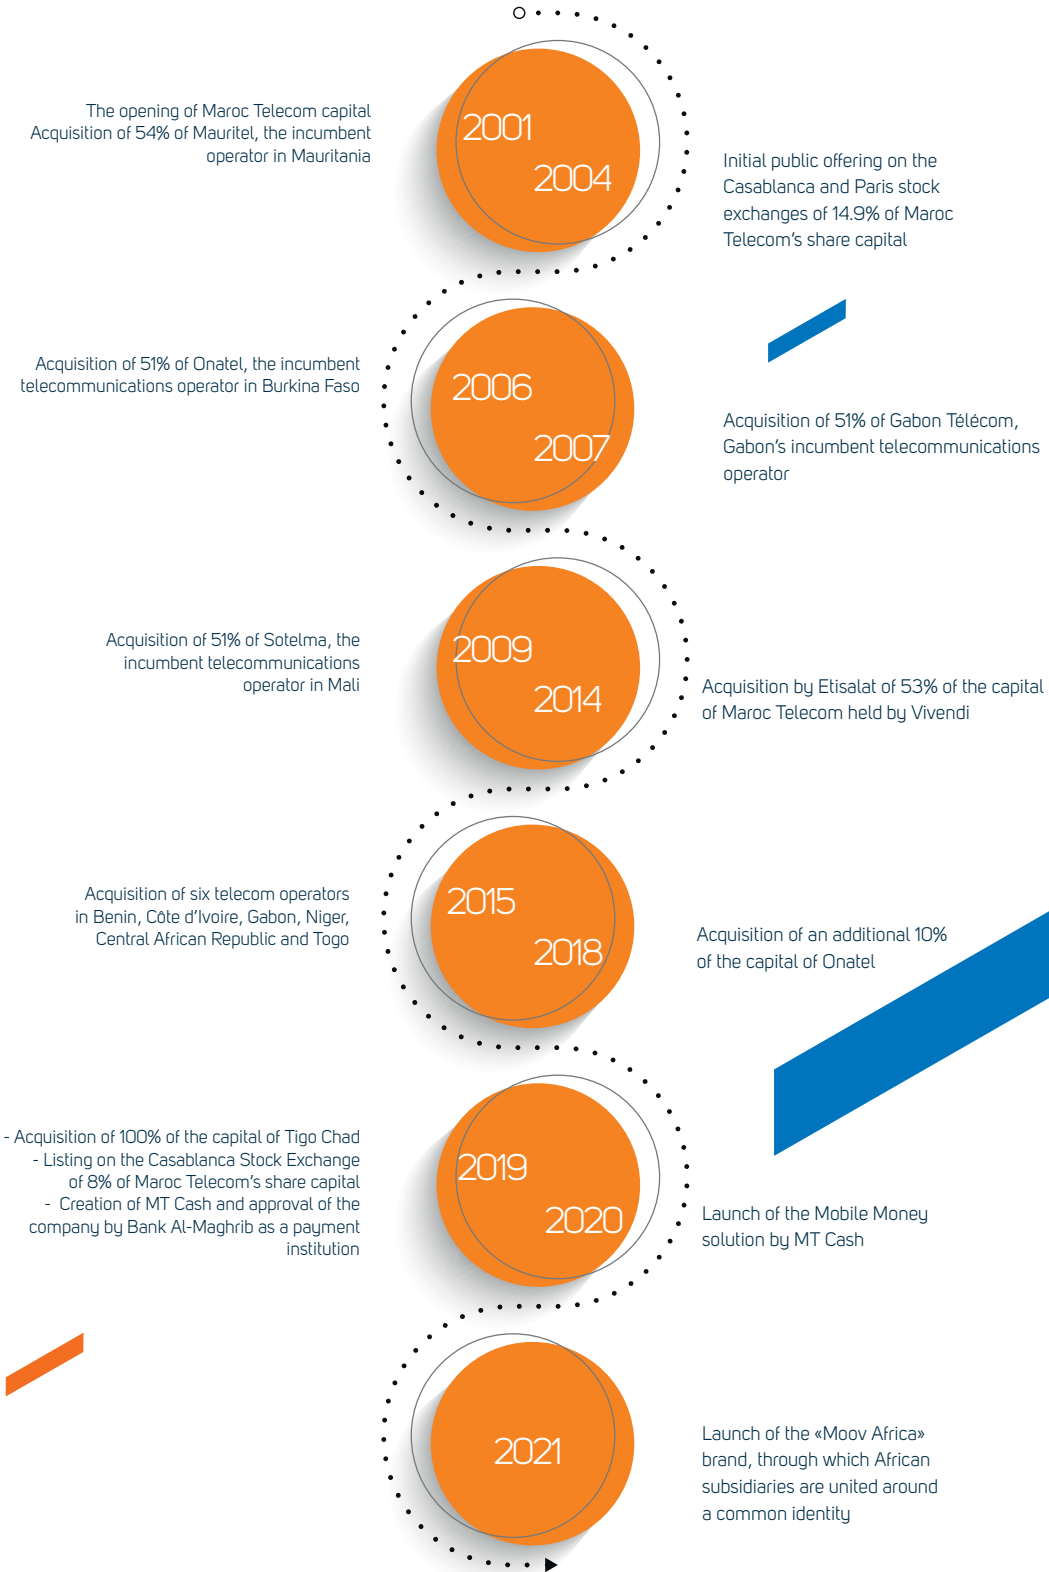 The opening of Maroc Telecom capital
Acquisition of 54% of Mauritel, the incumbent
operator in Mauritania
2001
2004
Initial public offering on the
Casablanca and Paris stock
exchanges of 14.9% of Maroc
Telecom's share capital
Acquisition of 51% of Onatel, the incumbent
telecommunications operator in Burkina Faso
2006
2007
Acquisition of 51% of Gabon Télécom,
Gabon's incumbent telecommunications
operator
Acquisition of 51% of Sotelma, the
incumbent telecommunications
operator in Mali
2009
2014
Acquisition by Etisalat of 53% of the capital
of Maroc Telecom held by Vivendi
Acquisition of six telecom operators
in Benin, Côte d'Ivoire, Gabon, Niger,
Central African Republic and Togo
2015
2018
Acquisition of an additional 10%
of the capital of Onatel
- Acquisition of 100% of the capital of Tigo Chad
- Listing on the Casablanca Stock Exchange
of 8% of Maroc Telecom's share capital
- Creation of MT Cash and approval of the
company by Bank Al-Maghrib as a payment
institution
2019
2020
Launch of the Mobile Money
solution by MT Cash
2021
Launch of the «Moov Africa»
brand, through which African
subsidiaries are united around
a common identity